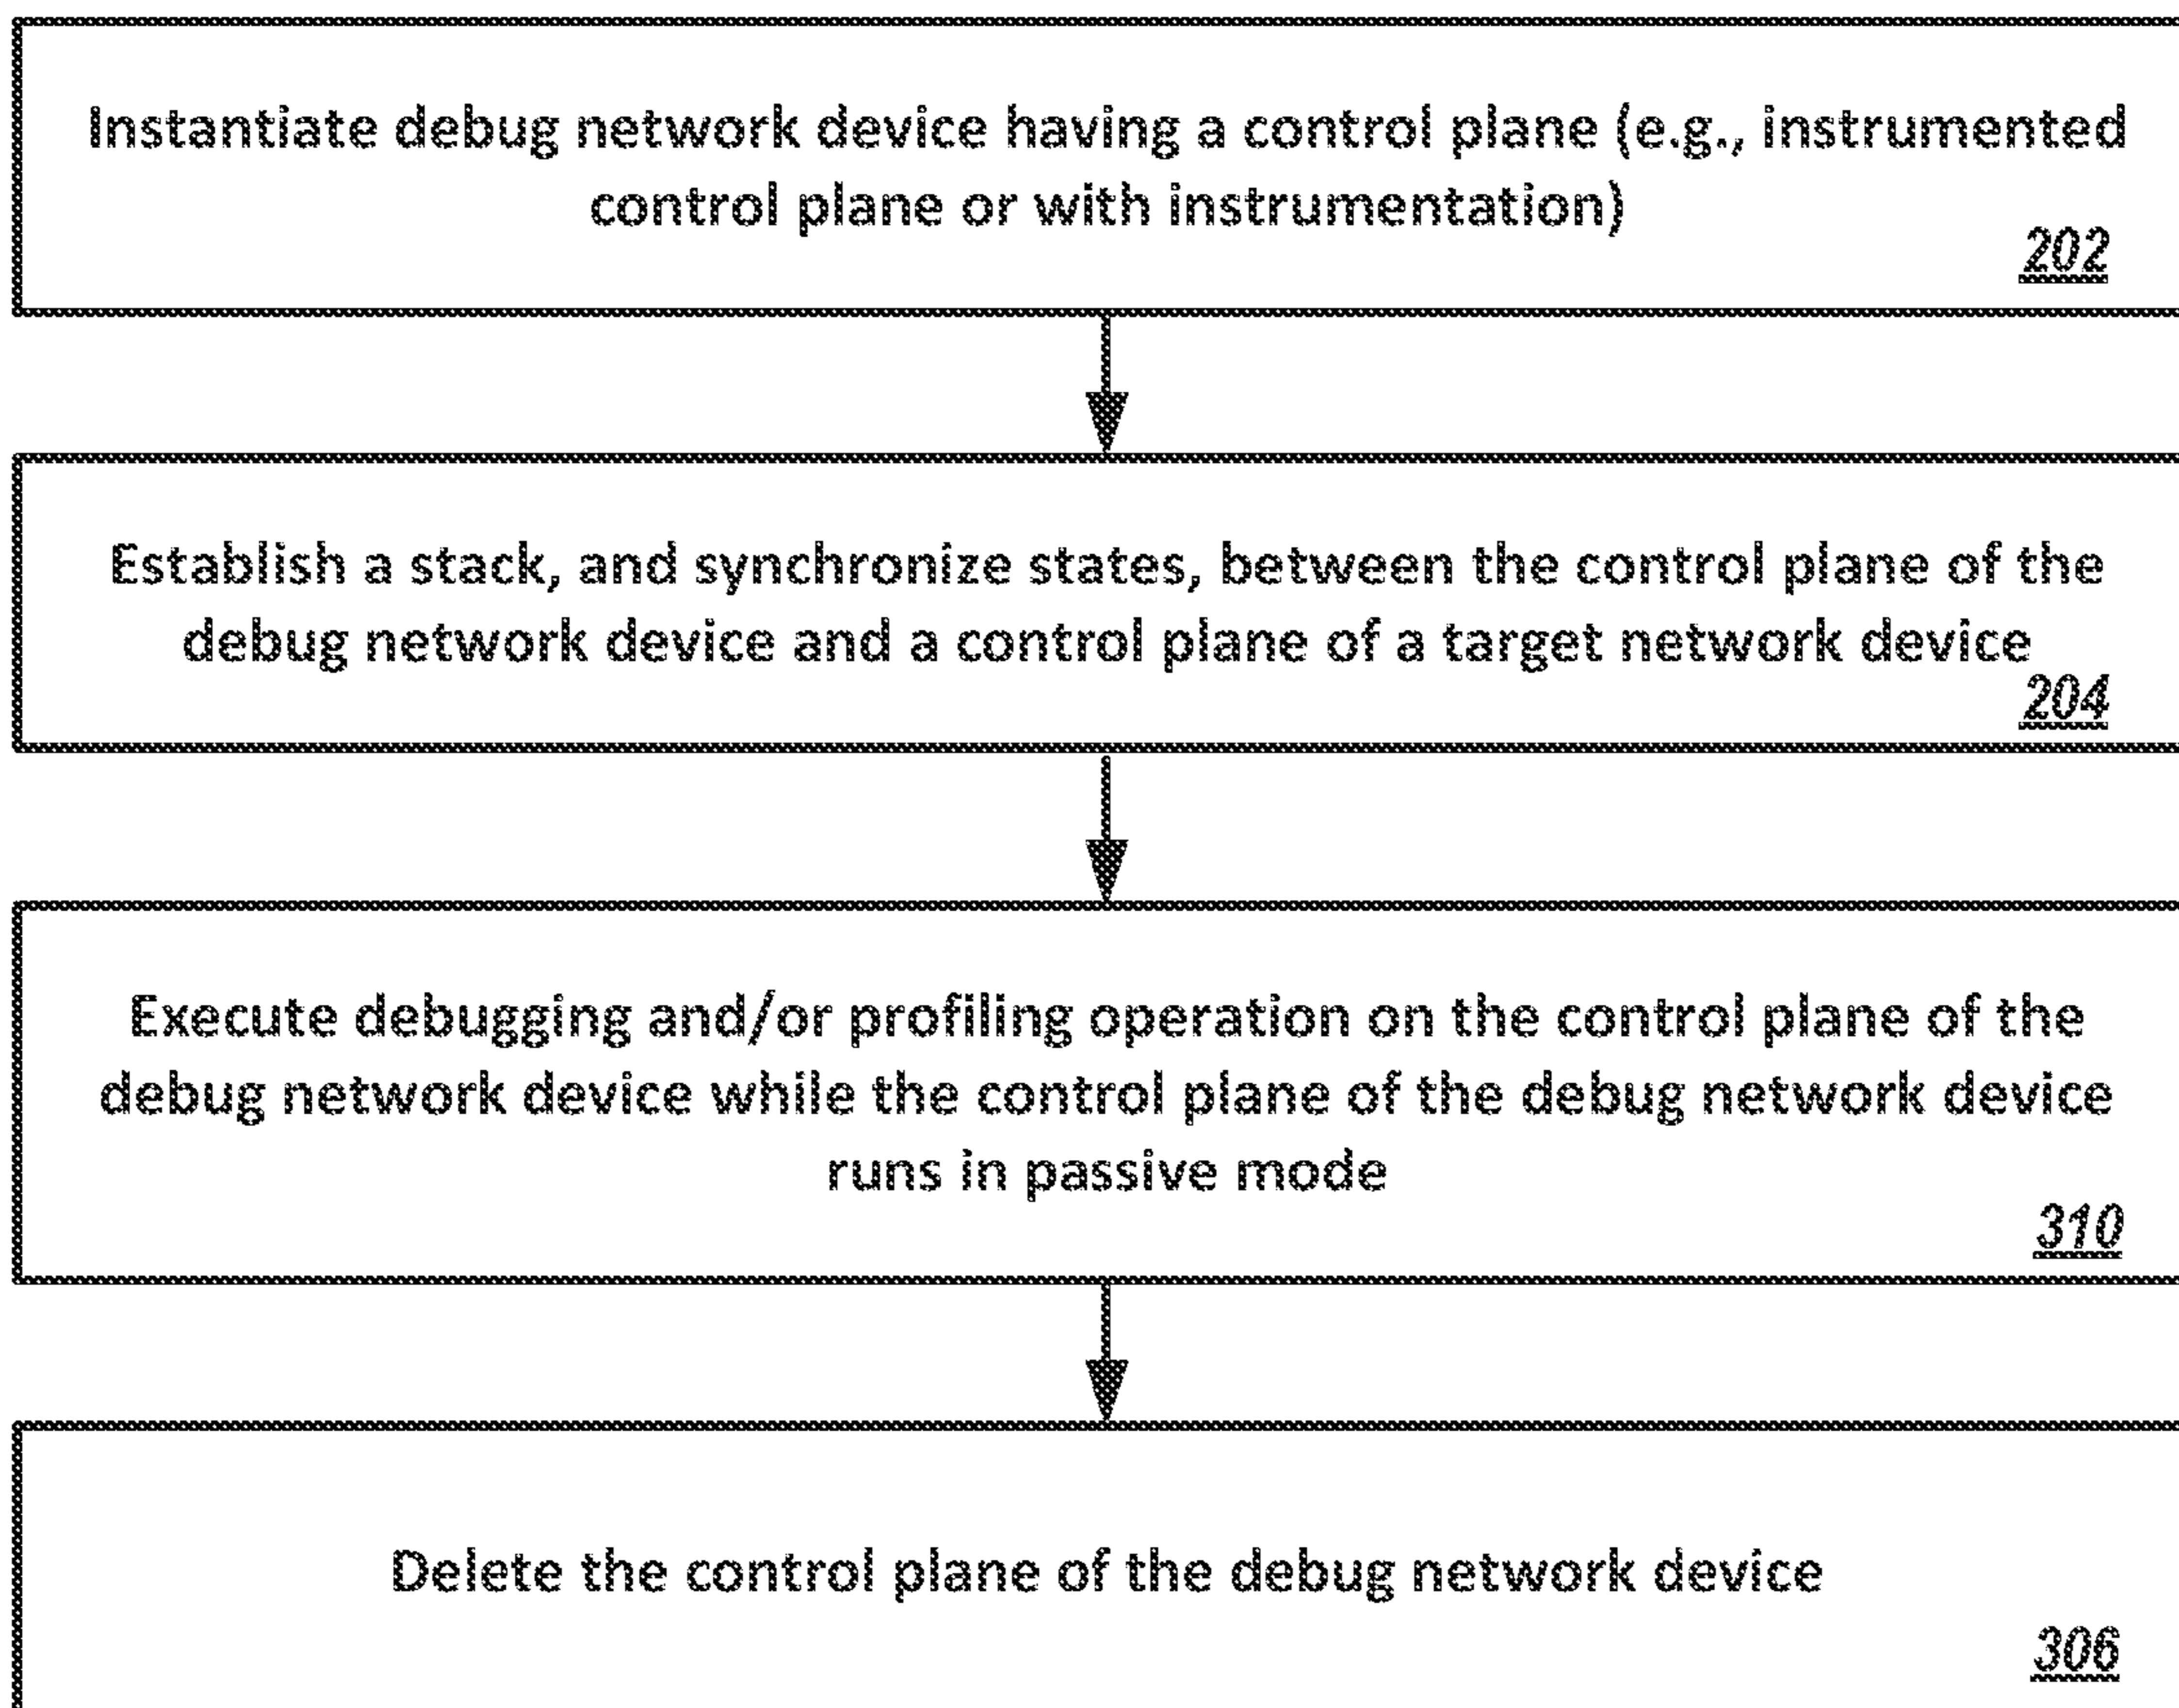 Instantiate debug network device having a control plane (e.g., instrumented
control plane or with instrumentation)
202
Establish a stack, and synchronize states, between the control plane of the
debug network device and a control plane of a target network device
204
Execute debugging and/or profiling operation on the control plane of the
debug network device while the control plane of the debug network device
runs in passive mode
310
Delete the control plane of the debug network device
306